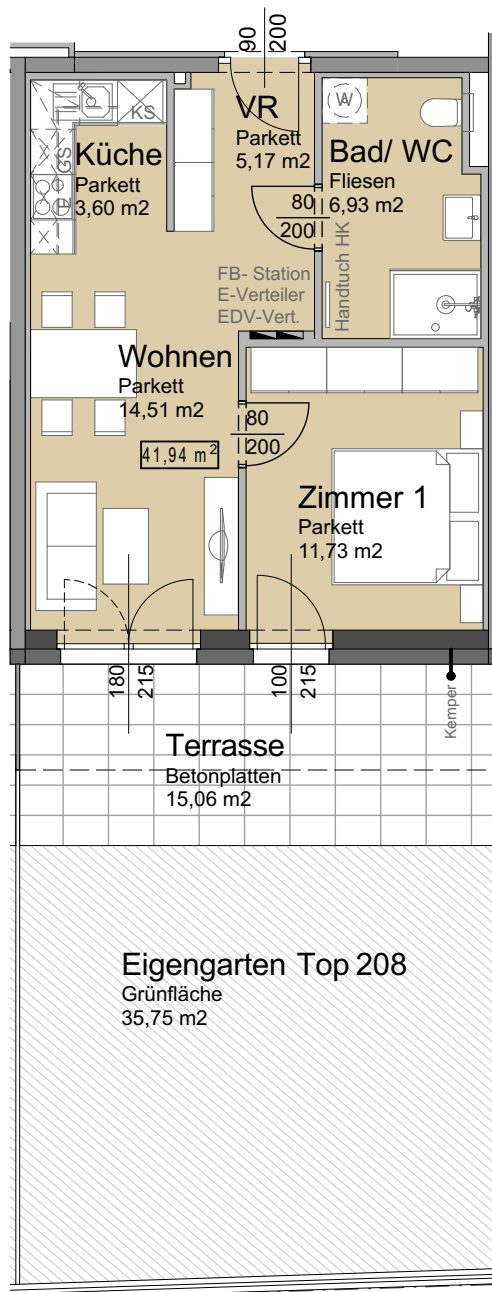 90
200
KS
VR
Parkett
5,17 m2
W
Küche
Parkett
3,60 m2
GS
E
Bad/ WC
Fliesen
6,93 m2
80
200
Handtuch HK
FB- Station
E-Verteiler
EDV-Vert.
Wohnen
Parkett
14,51 m2
41,94 m²
80
200
Zimmer 1
Parkett
11,73 m2
180
215
100
215
Kemper
Terrasse
Betonplatten
15,06 m2
Eigengarten Top 208
Grünfläche
35,75 m2